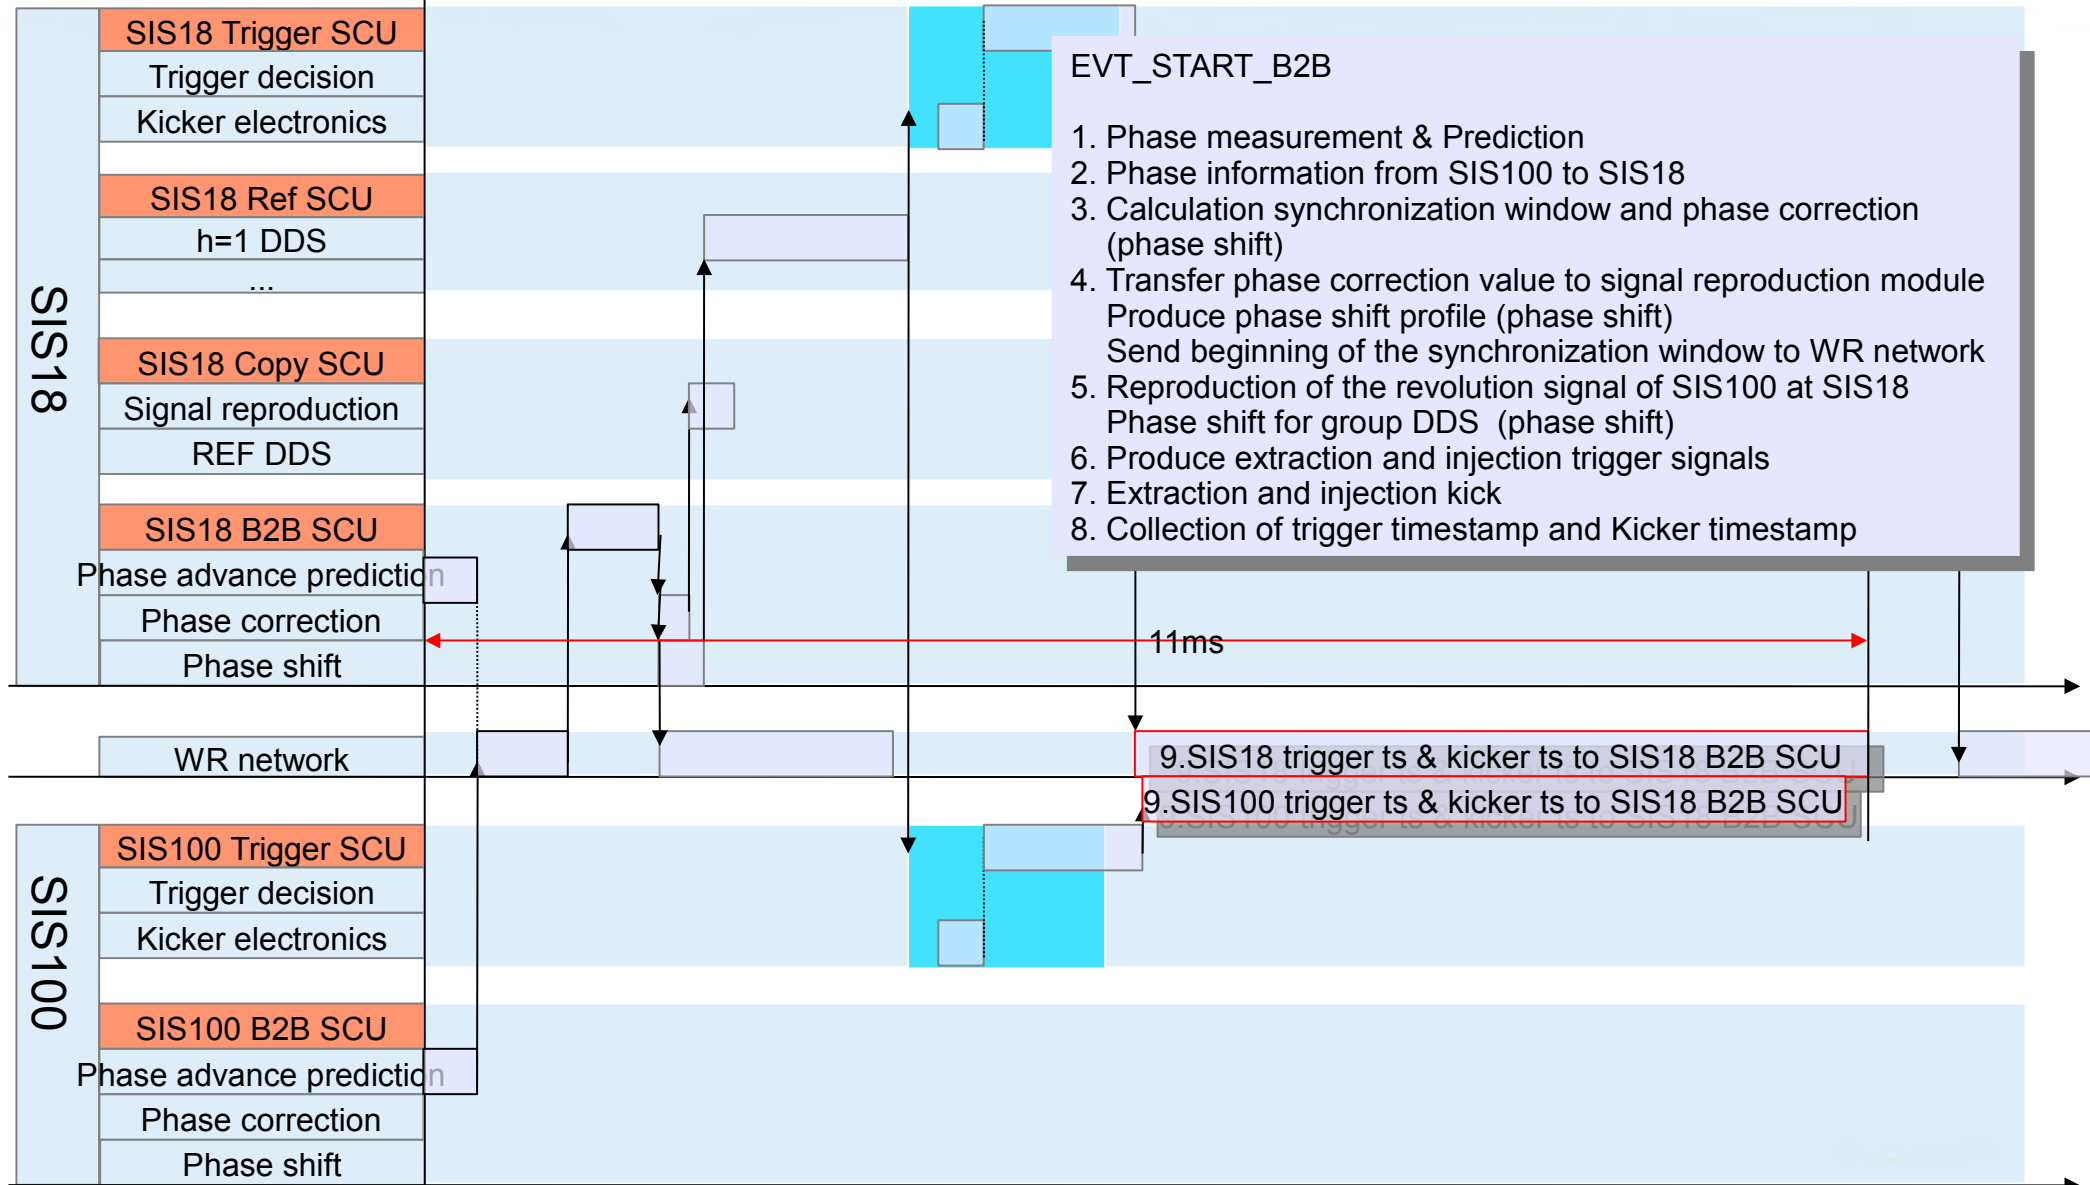 SIS18
SIS18 Trigger SCU
Trigger decision
Kicker electronics
SIS18 Ref SCU
h=1 DDS
...
SIS18 Copy SCU
Signal reproduction
REF DDS
SIS18 B2B SCU
Phase advance prediction
Phase correction
Phase shift
EVT_START_B2B
1. Phase measurement & Prediction
2. Phase information from SIS100 to SIS18
3. Calculation synchronization window and phase correction
(phase shift)
4. Transfer phase correction value to signal reproduction module
Produce phase shift profile (phase shift)
Send beginning of the synchronization window to WR network
5. Reproduction of the revolution signal of SIS100 at SIS18
Phase shift for group DDS (phase shift)
6. Produce extraction and injection trigger signals
7. Extraction and injection kick
8. Collection of trigger timestamp and Kicker timestamp
11ms
WR network
9.SIS18 trigger ts & kicker ts to SIS18 B2B SCU
9.SIS100 trigger ts & kicker ts to SIS18 B2B SCU
SIS100
SIS100 Trigger SCU
Trigger decision
Kicker electronics
SIS100 B2B SCU
Phase advance prediction
Phase correction
Phase shift